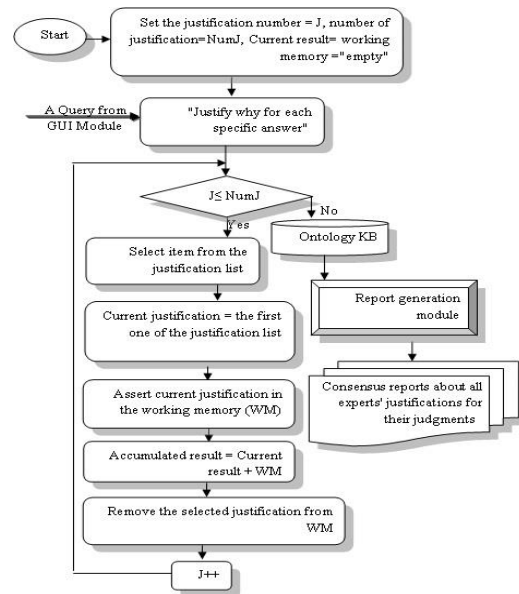 Start
Set the justification number = J, number of
justification=NumJ, Current result= working
memory ="empty"
A Query from
GUI Module
"Justify why for each
specific answer"
J≤ NumJ
No
Yes
Ontology KB
Select item from the
justification list
Report generation
module
Current justification = the first
one of the justification list
Consensus reports about all
experts' justifications for
their judgments
Assert current justification in
the working memory (WM)
Accumulated result = Current
result + WM
Remove the selected justification from
WM
J++